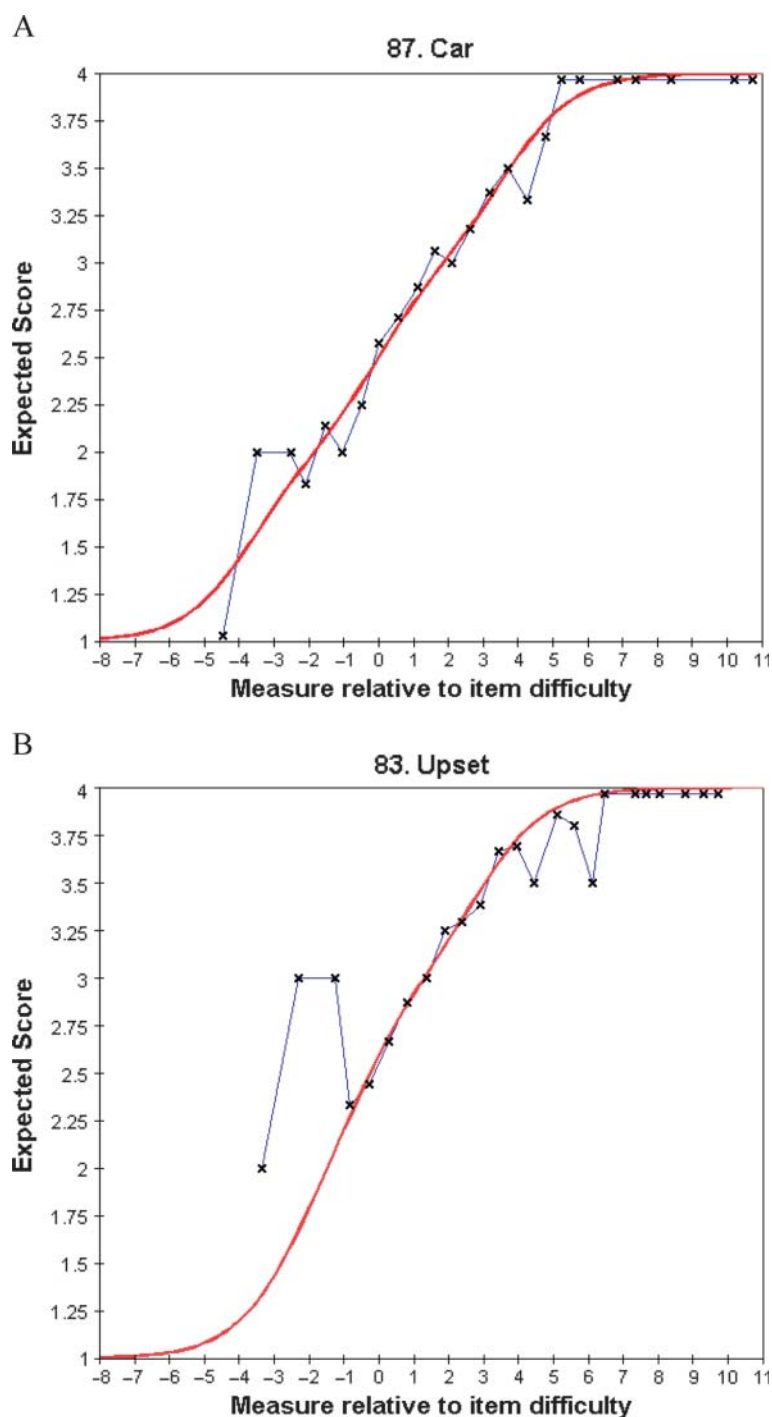 A
87. Car
4
3.75
3.5
3.25
3
2.75
2.5
2.25
2
1.75
1.5
1.25
1
Expected Score
–8 –7 –6 –5 –4 –3 –2 –1 0 1 2 3 4 5 6 7 8 9 10 11
Measure relative to item difficulty
B
83. Upset
4
3.75
3.5
3.25
3
2.75
2.5
2.25
2
1.75
1.5
1.25
1
Expected Score
–8 –7 –6 –5 –4 –3 –2 –1 0 1 2 3 4 5 6 7 8 9 10 11
Measure relative to item difficulty